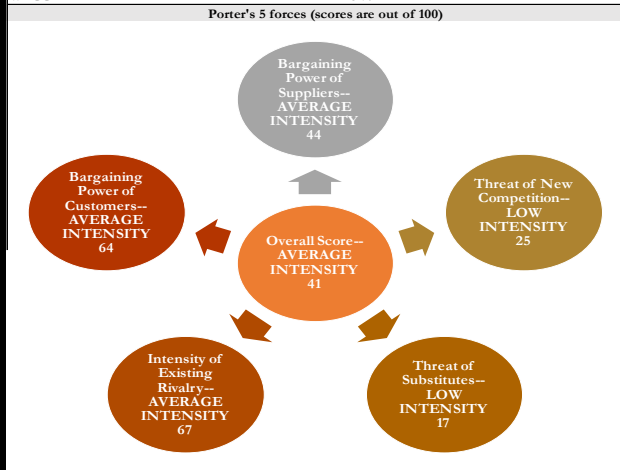 Porter's 5 forces (scores are out of 100)
Bargaining
Power of
Suppliers--
AVERAGE
INTENSITY
44
Bargaining
Power of
Customers--
AVERAGE
INTENSITY
64
Threat of New
Competition--
LOW
INTENSITY
25
Overall Score--
AVERAGE
INTENSITY
41
Intensity of
Existing
Rivalry--
AVERAGE
INTENSITY
67
Threat of
Substitutes--
LOW
INTENSITY
17